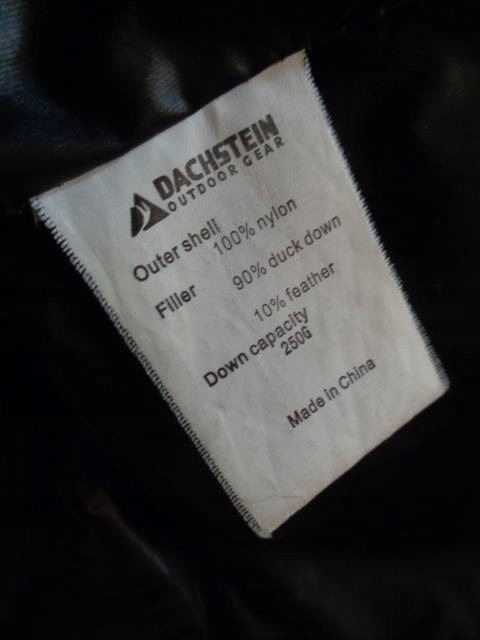 DACHSTEIN
OUTDOOR GEAR
Outer shell
100% nylon
Filler
90% duck down
10% feather
Down capacity
250G
Made in China